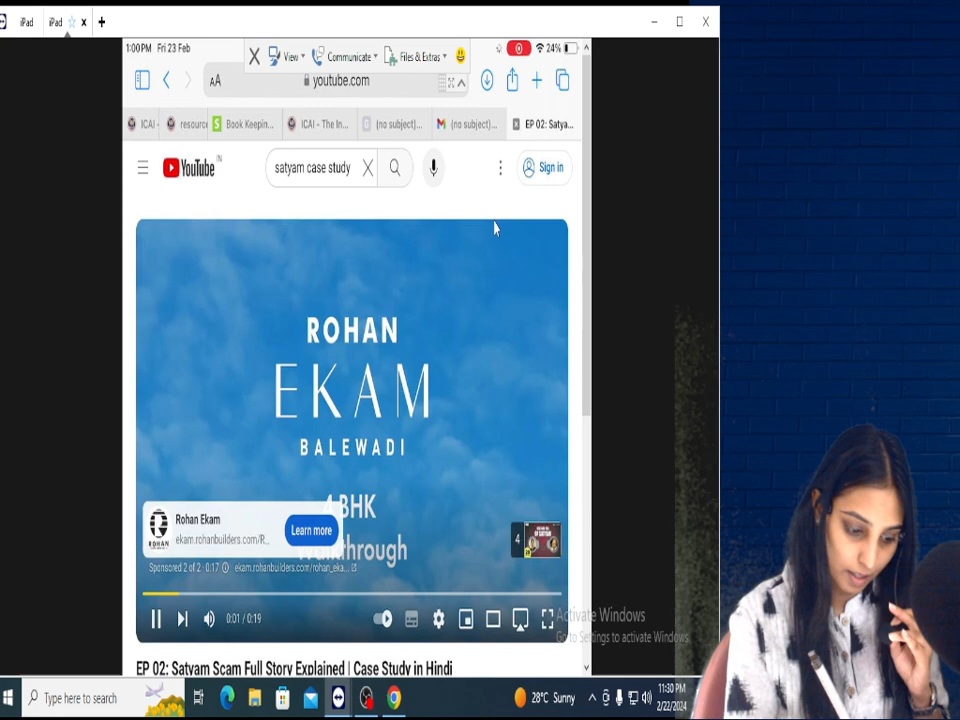 iPad
iPad
1:00PM Fri 23 Feb
View
Communicate
Files & Extras
24%
AA
youtube.com
ICAI -
resourc
Book Keepin...
ICAI - The In...
(no subject)...
(no subject)...
EP 02: Satya...
YouTube
IN
satyam case study
Sign in
ROHAN
EKAM
BALEWADI
4 BHK
Walkthrough
ROHAN
Rohan Ekam
ekam.rohanbuilders.com/R...
Learn more
4
Sponsored 2 of 2 · 0:17
ekam.rohanbuilders.com/rohan_eka...
0:01 / 0:19
Activate Windows
Go to Settings to activate Windows.
EP 02: Satyam Scam Full Story Explained | Case Study in Hindi
Type here to search
28°C Sunny
11:30 PM
2/22/2024